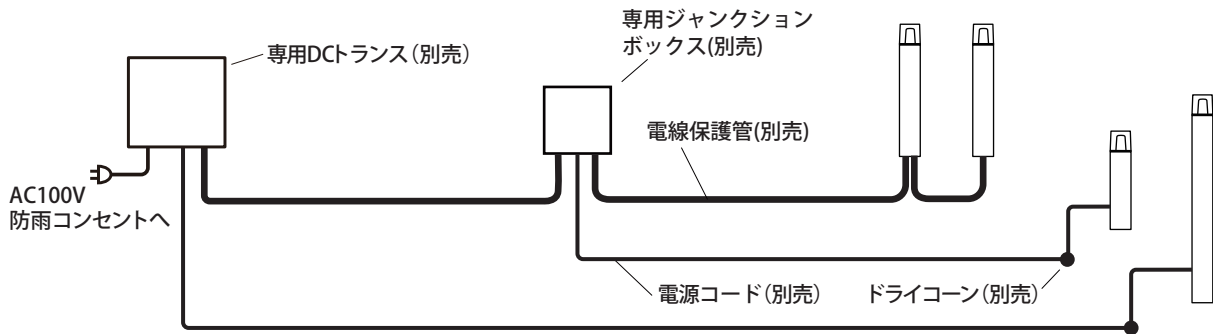 専用ジャンクション
ボックス(別売)
専用DCトランス（別売）
電線保護管(別売)
AC100V
防雨コンセントへ
電源コード（別売）
ドライコーン（別売）